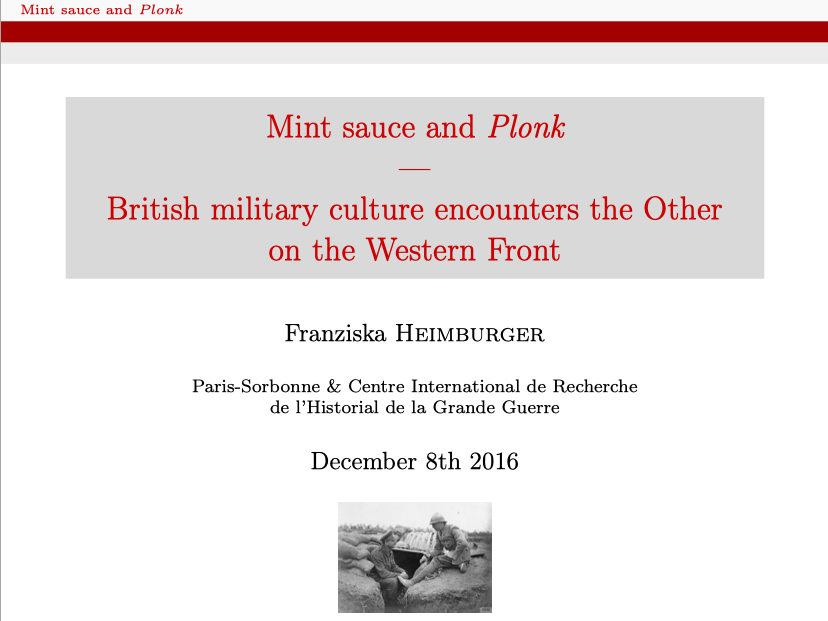 Mint sauce and Plonk
Mint sauce and Plonk
—
British military culture encounters the Other
on the Western Front
Franziska HEIMBURGER
Paris-Sorbonne & Centre International de Recherche
de l'Historial de la Grande Guerre
December 8th 2016